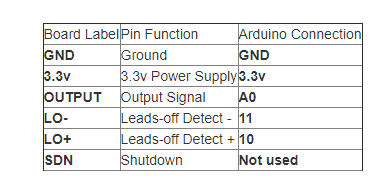 Board Label Pin Function Arduino Connection
GND Ground GND
3.3v 3.3v Power Supply 3.3v
OUTPUT Output Signal A0
LO- Leads-off Detect - 11
LO+ Leads-off Detect + 10
SDN Shutdown Not used